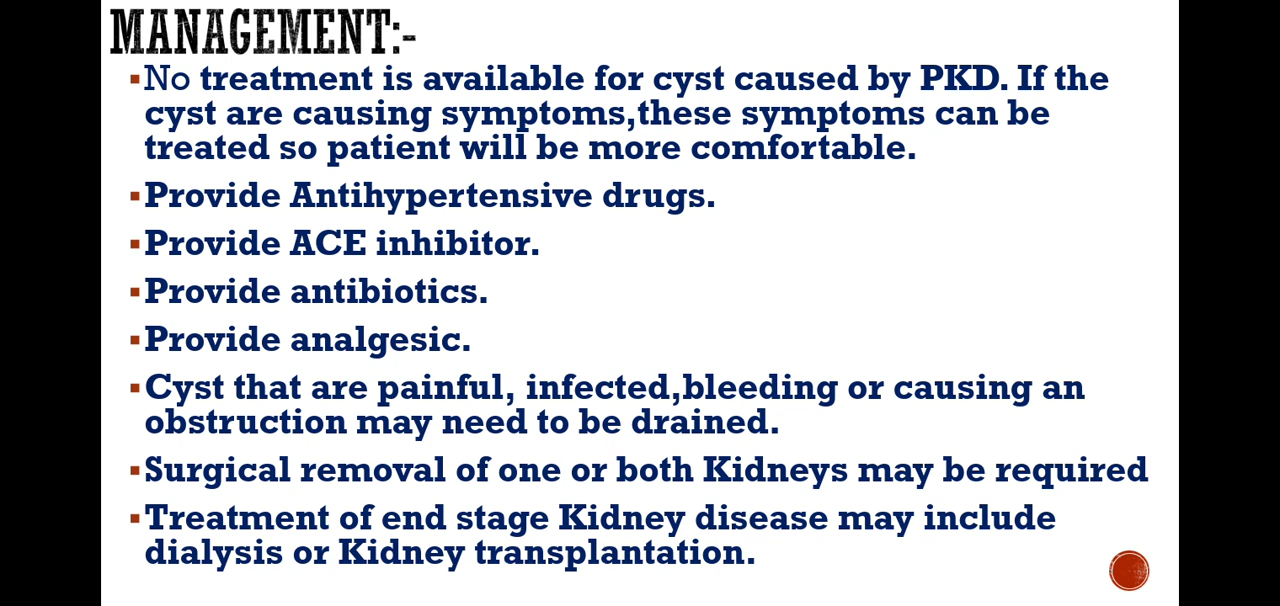 MANAGEMENT:-
▪No treatment is available for cyst caused by PKD. If the
cyst are causing symptoms,these symptoms can be
treated so patient will be more comfortable.
▪Provide Antihypertensive drugs.
▪Provide ACE inhibitor.
▪Provide antibiotics.
▪Provide analgesic.
▪Cyst that are painful, infected,bleeding or causing an
obstruction may need to be drained.
▪Surgical removal of one or both Kidneys may be required
▪Treatment of end stage Kidney disease may include
dialysis or Kidney transplantation.